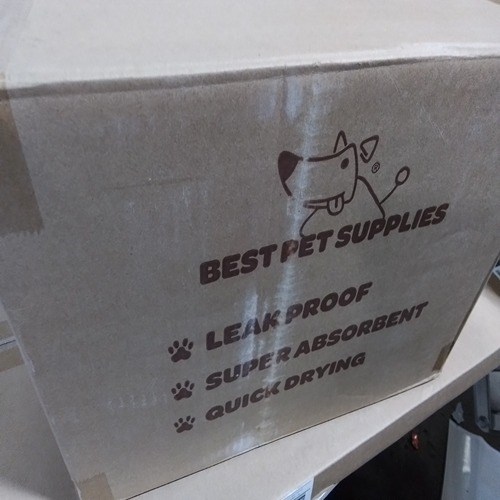 ®
BEST PET SUPPLIES
LEAK PROOF
SUPER ABSORBENT
QUICK DRYING